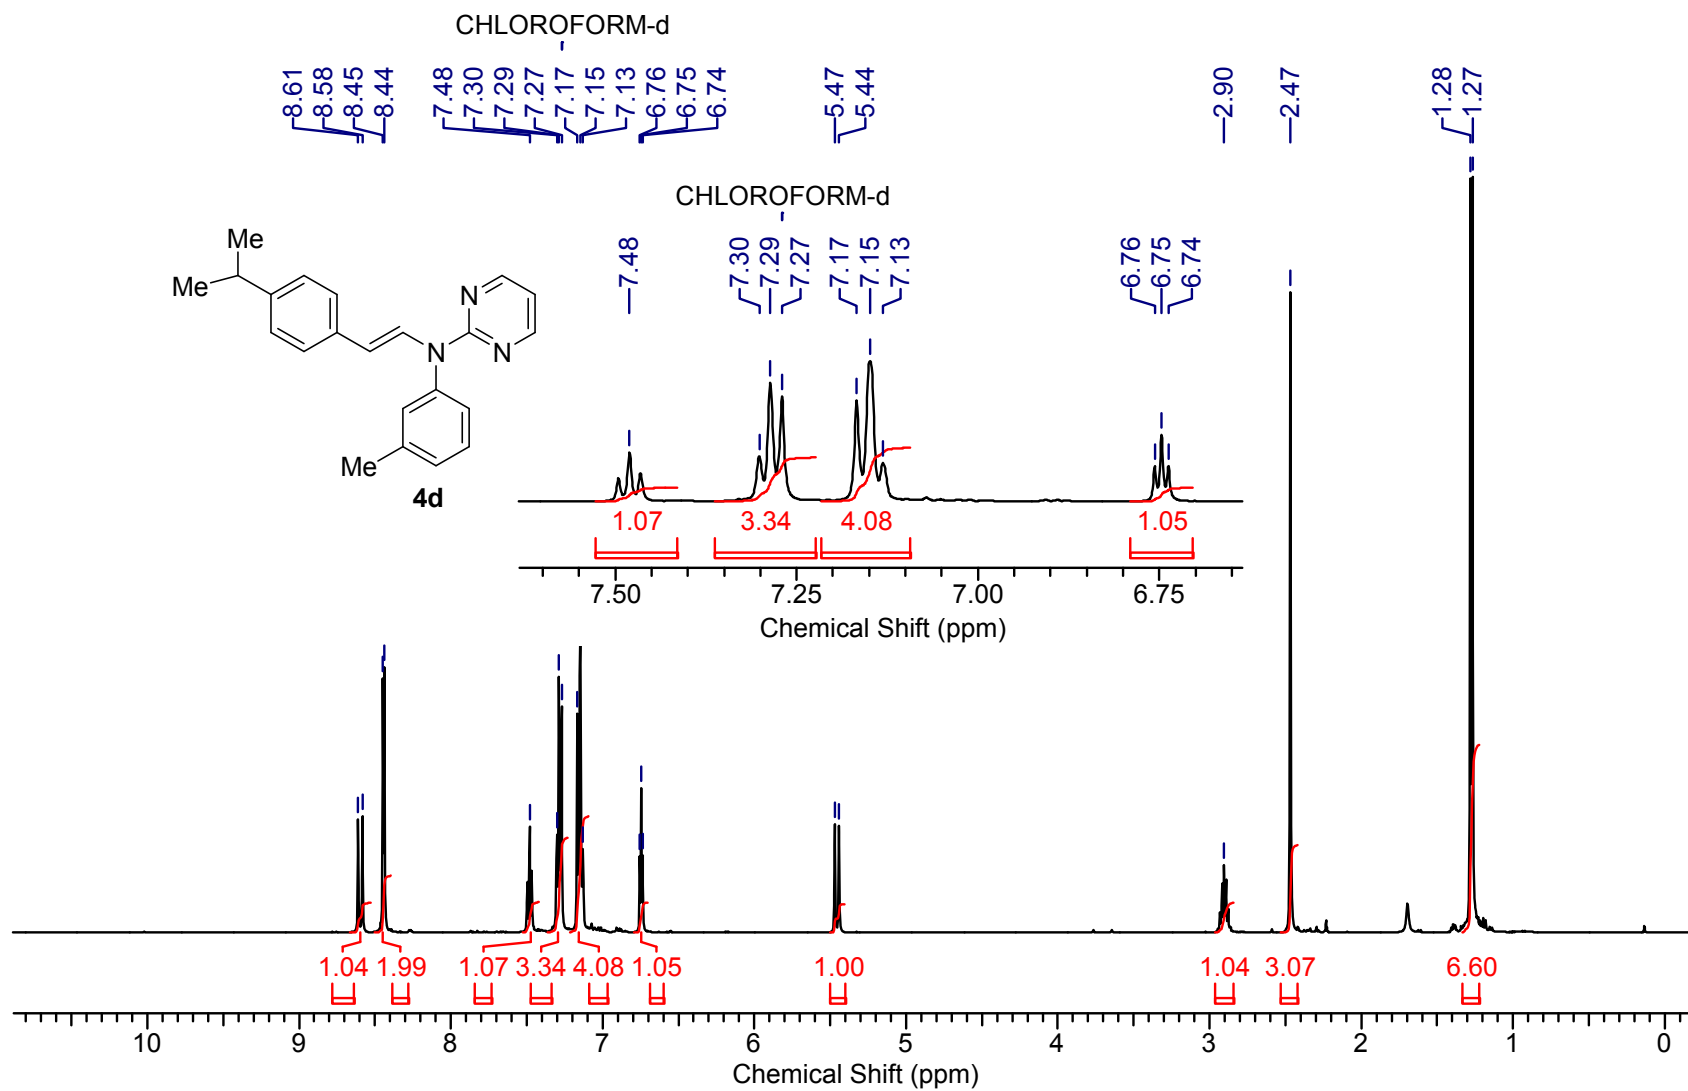 CHLOROFORM-d
8.61 8.58 8.45 8.44 7.48 7.30 7.29 7.27 7.17 7.15 7.13 6.76 6.75 6.74 5.47 5.44 2.90 2.47 1.28 1.27
CHLOROFORM-d
7.48 7.30 7.29 7.27 7.17 7.15 7.13 6.76 6.75 6.74
Me
Me
N
N
N
Me
4d
1.07 3.34 4.08 1.05
7.50 7.25 7.00 6.75
Chemical Shift (ppm)
1.04 1.99 1.07 3.34 4.08 1.05 1.00 1.04 3.07 6.60
10 9 8 7 6 5 4 3 2 1 0
Chemical Shift (ppm)